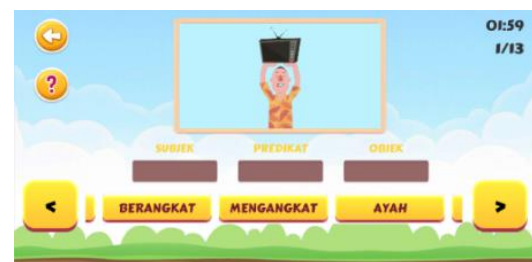 01:59
1/13
?
SUBJEK PREDIKAT OBJEK
< BERANGKAT MENGANGKAT AYAH >